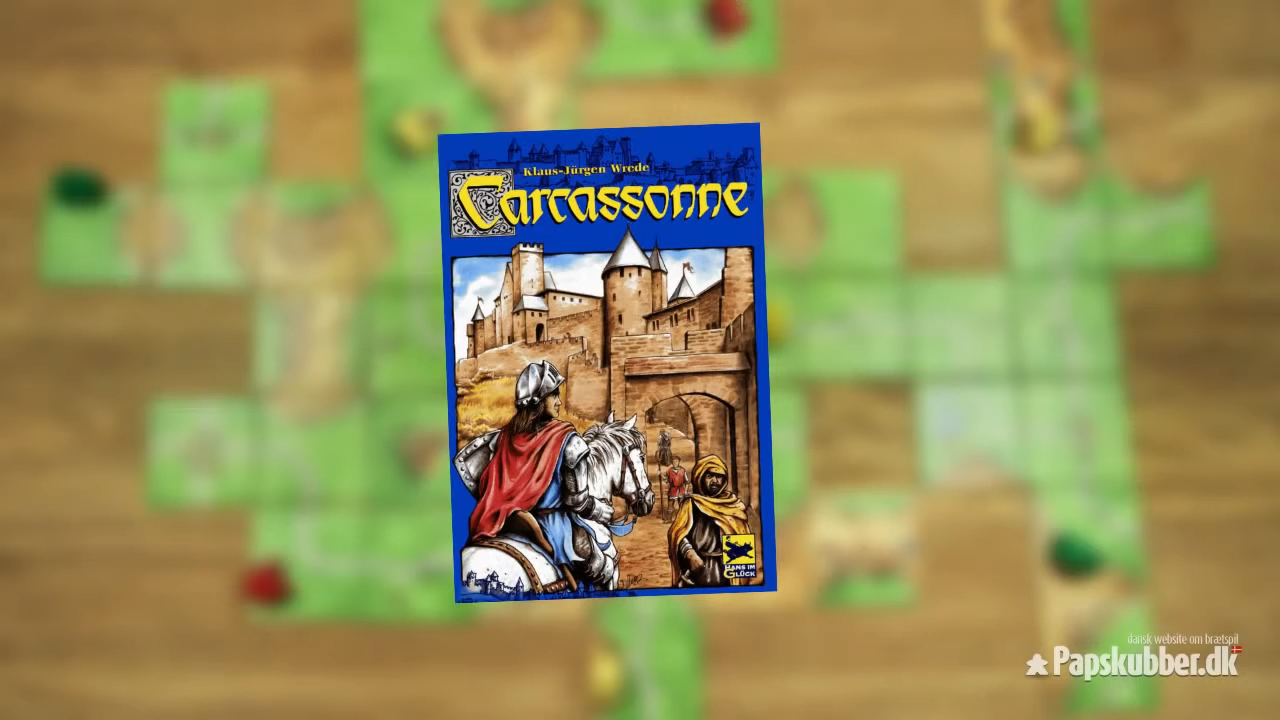 Klaus-Jürgen Wrede
Carcassonne
HANS IM
GLÜCK
dansk website om brætspil
Papskubber.dk